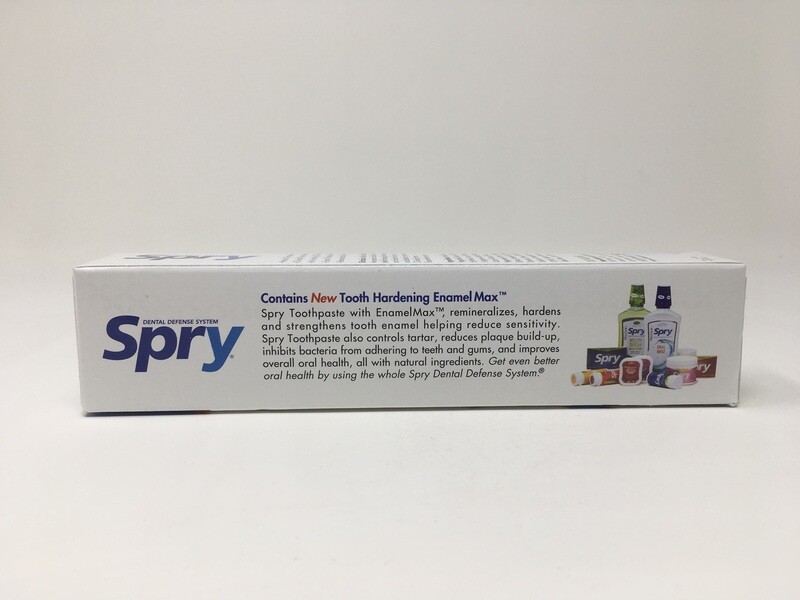 DENTAL DEFENSE SYSTEM
Spry®
Contains New Tooth Hardening EnamelMax™
Spry Toothpaste with EnamelMax™, remineralizes, hardens
and strengthens tooth enamel helping reduce sensitivity.
Spry Toothpaste also controls tartar, reduces plaque build-up,
inhibits bacteria from adhering to teeth and gums, and improves
overall oral health, all with natural ingredients. Get even better
oral health by using the whole Spry Dental Defense System.®
Spry
Spry
Spry